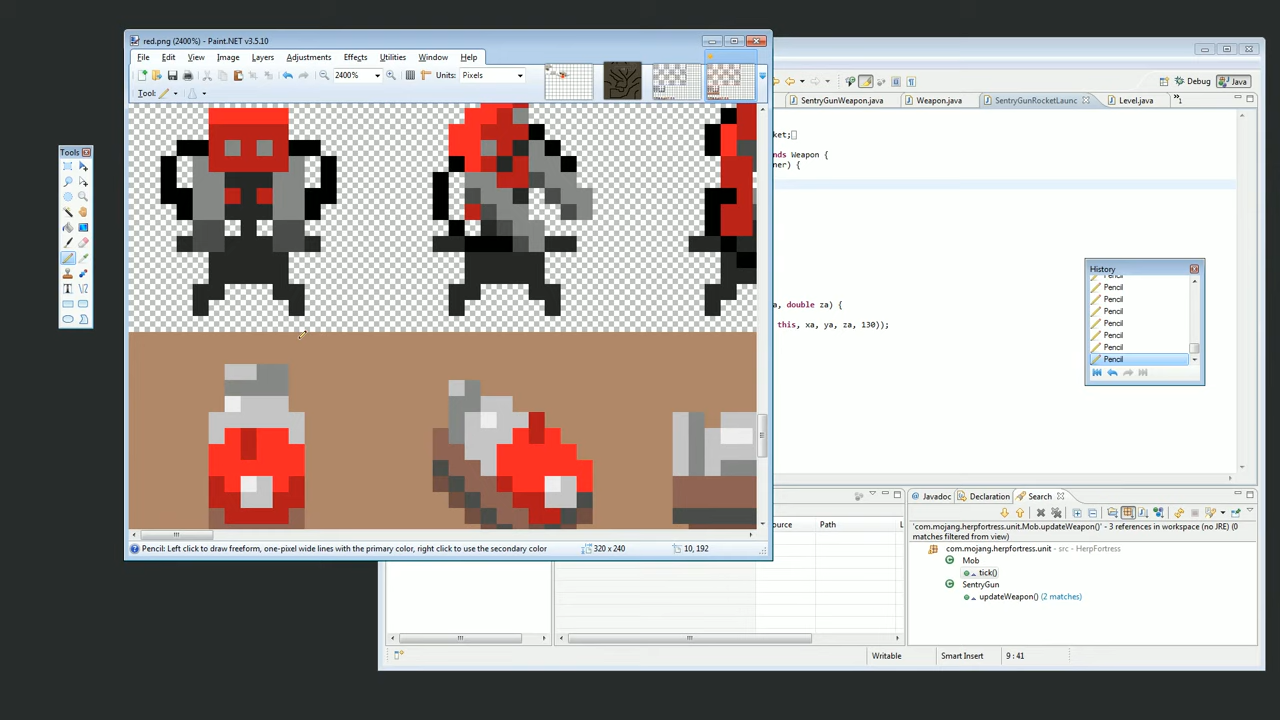 red.png (2400%) - Paint.NET v3.5.10
File Edit View Image Layers Adjustments Effects Utilities Window Help
2400% Units: Pixels
Tool:
Tools
Debug Java
SentryGunWeapon.java Weapon.java SentryGunRocketLaunc Level.java »1
ket;
nds Weapon {
ner) {
a, double za) {
this, xa, ya, za, 130));
History
Pencil
Pencil
Pencil
Pencil
Pencil
Pencil
Pencil
Pencil
Pencil: Left click to draw freeform, one-pixel wide lines with the primary color, right click to use the secondary color 320 x 240 10, 192
Javadoc Declaration Search
ource Path
'com.mojang.herpfortress.unit.Mob.updateWeapon()' - 3 references in workspace (no JRE) (0
matches filtered from view)
com.mojang.herpfortress.unit - src - HerpFortress
Mob
tick()
SentryGun
updateWeapon() (2 matches)
Writable Smart Insert 9 : 41